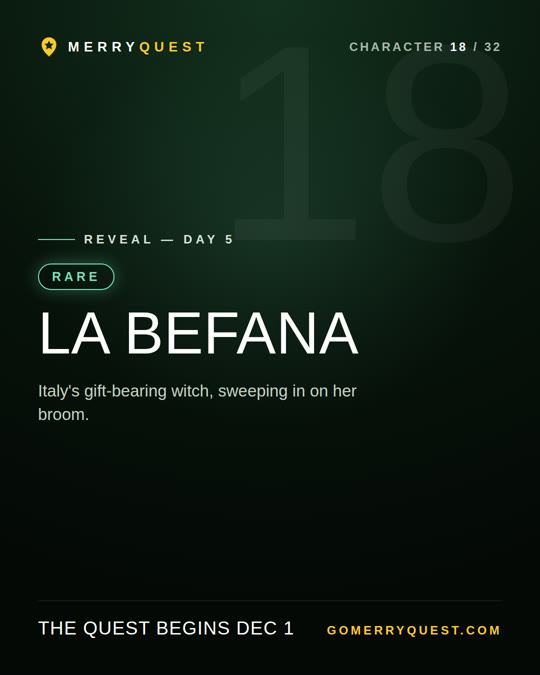 MERRYQUEST
CHARACTER 18 / 32
18
REVEAL — DAY 5
RARE
LA BEFANA
Italy's gift-bearing witch, sweeping in on her
broom.
THE QUEST BEGINS DEC 1
GOMERRYQUEST.COM